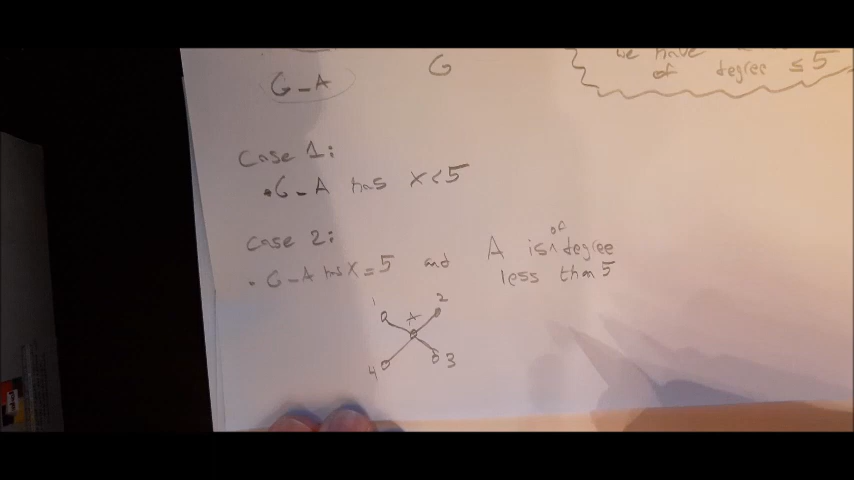 we have
of degree ≤ 5
G
G-A
Case 1:
• G-A has X<5
Case 2:
• G-A has X=5 and A is of degree
less than 5
1 2
A
4 3